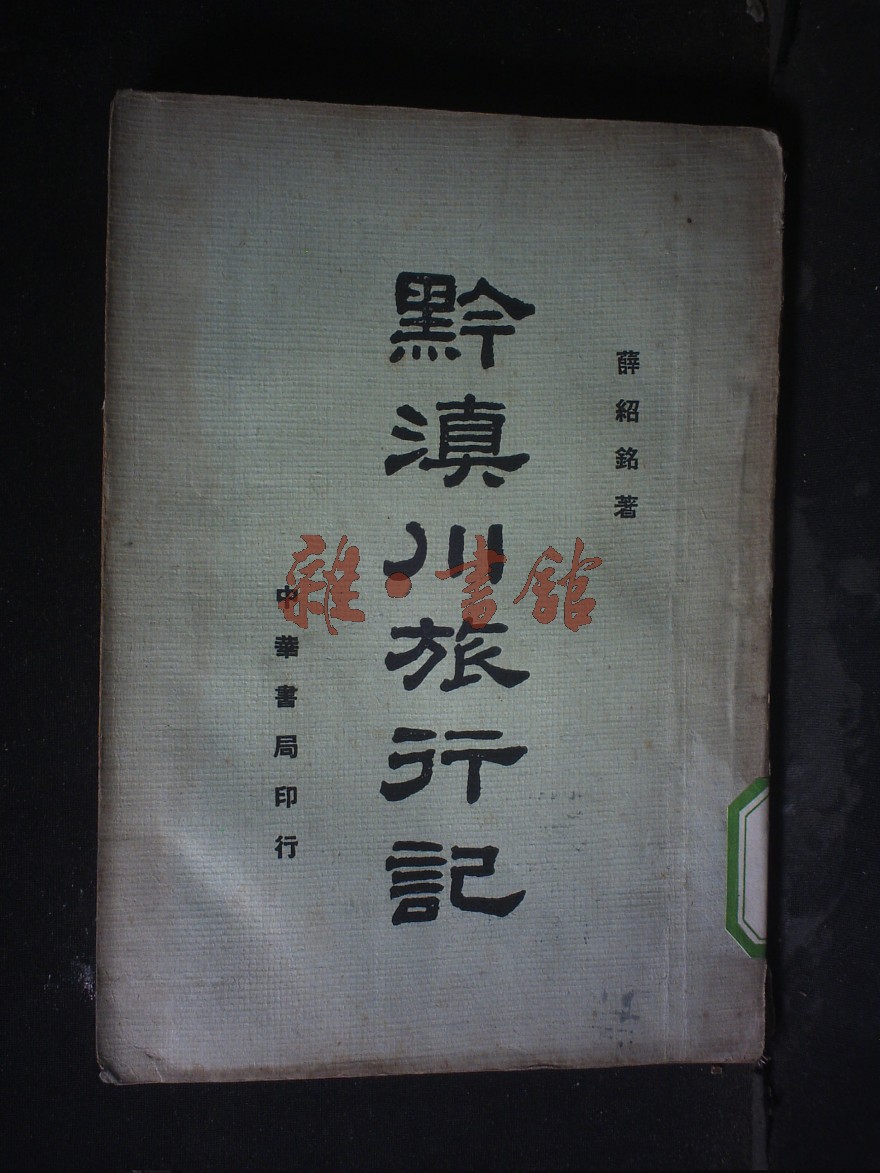 薛紹銘著
黔滇川旅行記
中華書局印行
雜·書館